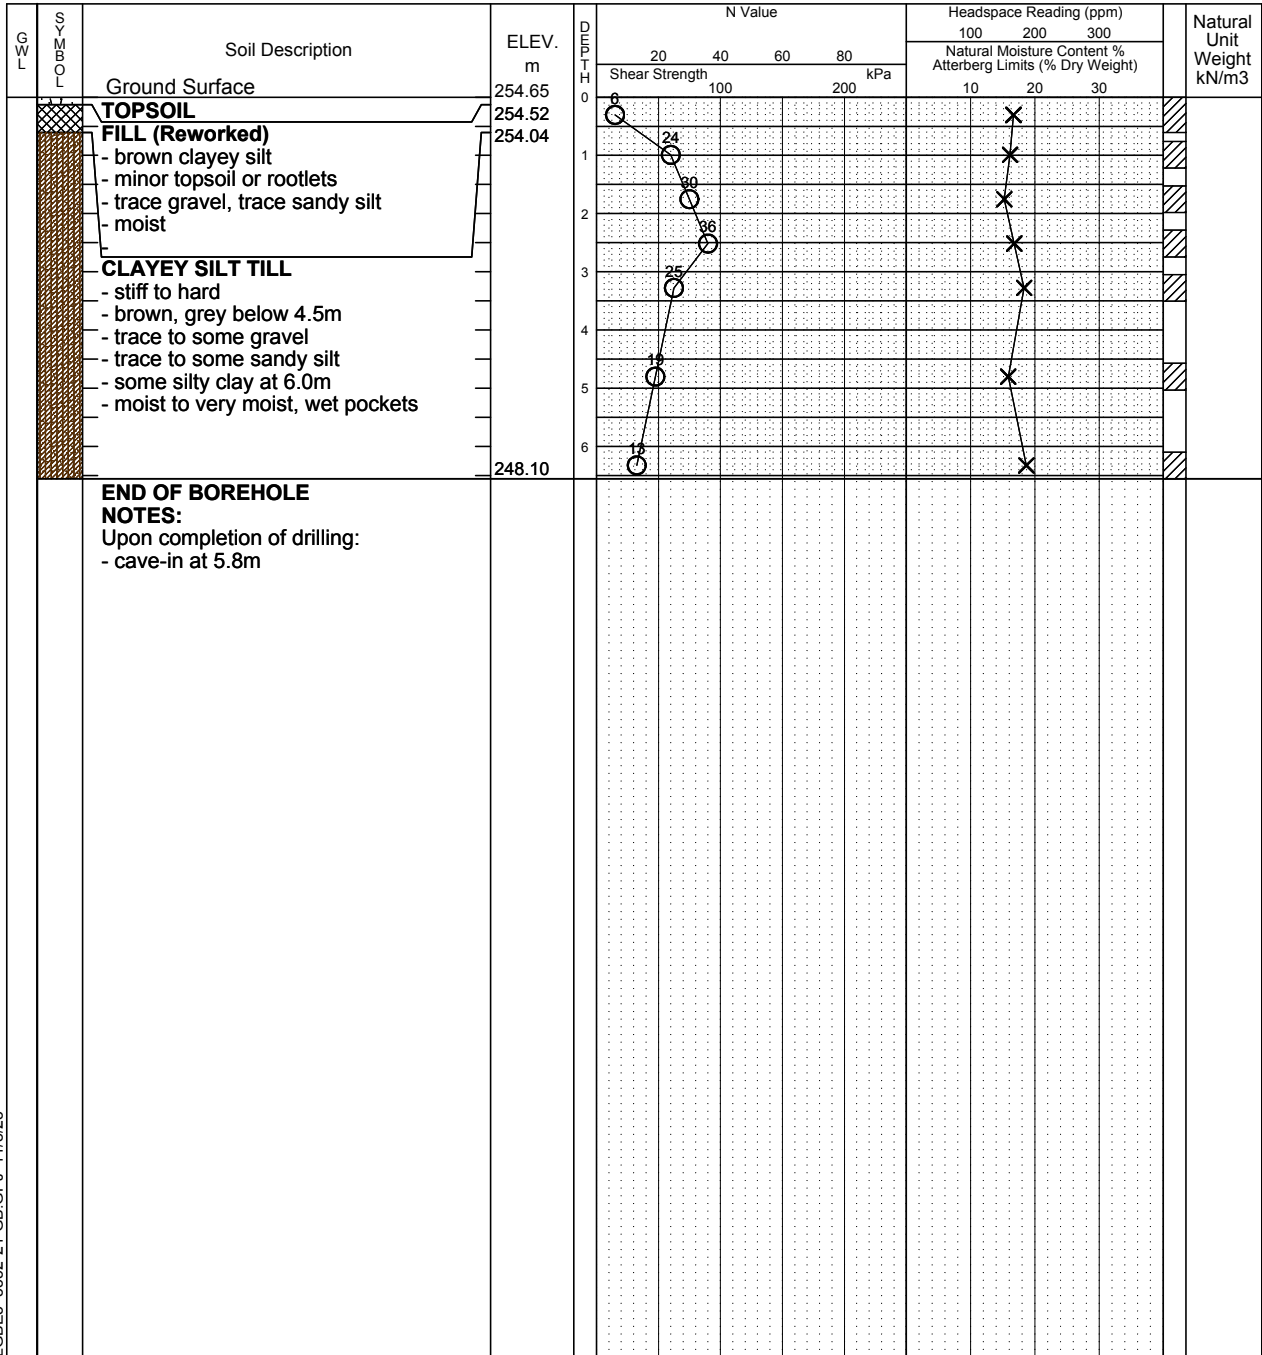 GWL
SYMBOL
Soil Description
Ground Surface
ELEV.
m
254.65
DEPTH
N Value
20 40 60 80
Shear Strength kPa
100 200
Headspace Reading (ppm)
100 200 300
Natural Moisture Content %
Atterberg Limits (% Dry Weight)
10 20 30
Natural
Unit
Weight
kN/m3
0
TOPSOIL 254.52
FILL (Reworked) 254.04
- brown clayey silt
- minor topsoil or rootlets
- trace gravel, trace sandy silt
- moist
-
CLAYEY SILT TILL
- stiff to hard
- brown, grey below 4.5m
- trace to some gravel
- trace to some sandy silt
- some silty clay at 6.0m
- moist to very moist, wet pockets
248.10
END OF BOREHOLE
NOTES:
Upon completion of drilling:
- cave-in at 5.8m
1
2
3
4
5
6
6
24
30
36
25
19
13